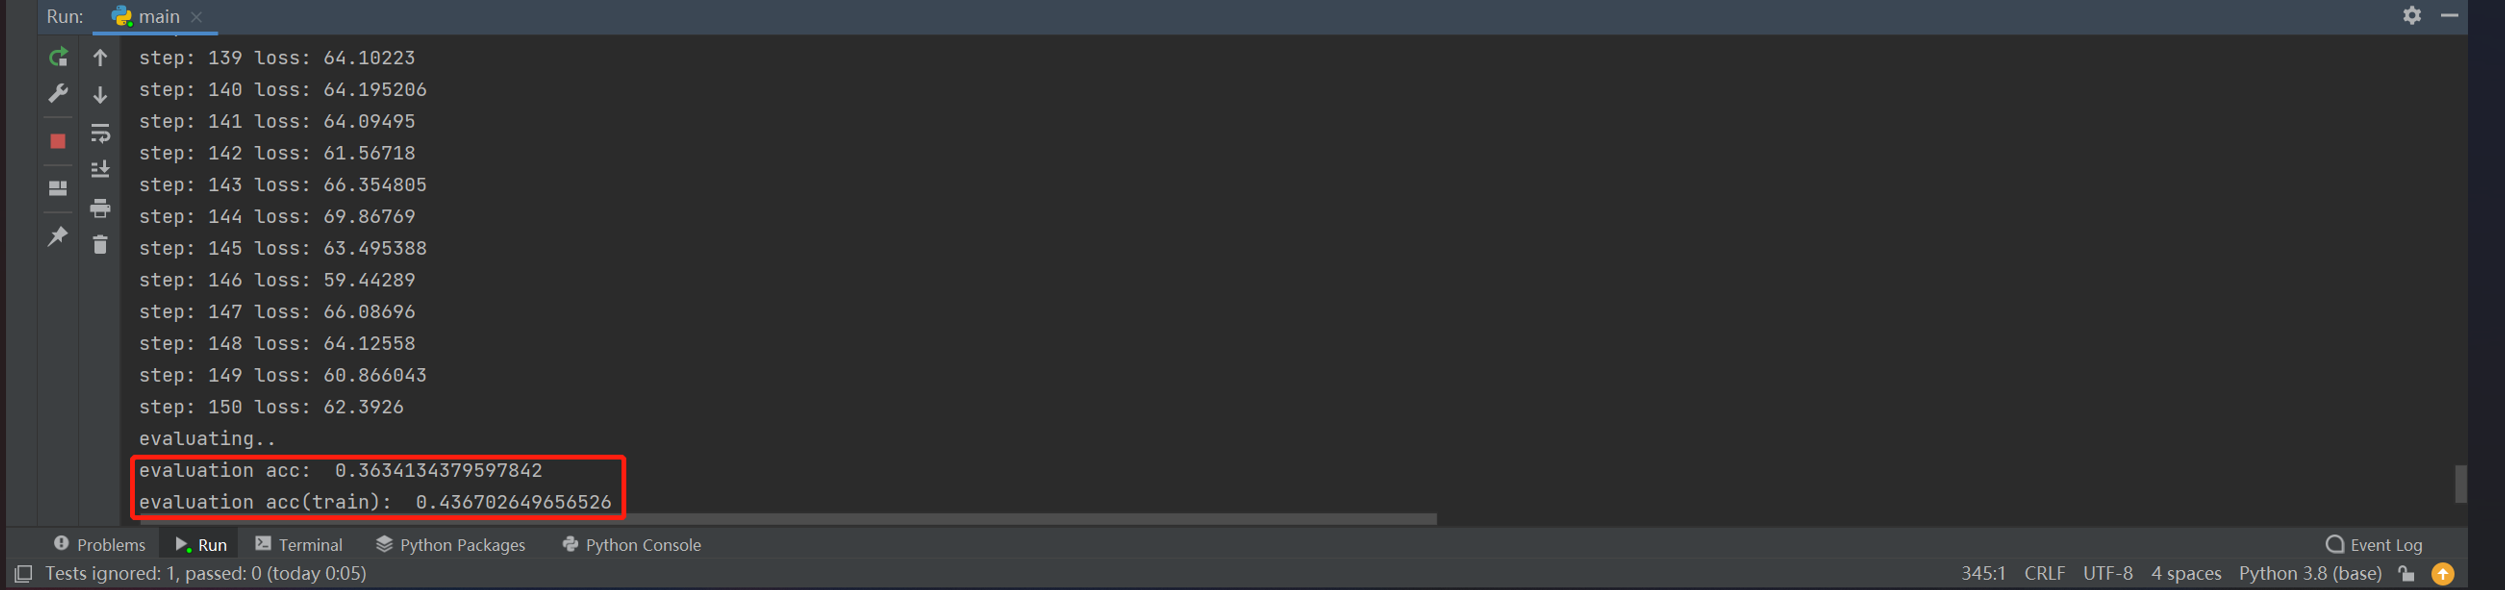 Run: main
step: 139 loss: 64.10223
step: 140 loss: 64.195206
step: 141 loss: 64.09495
step: 142 loss: 61.56718
step: 143 loss: 66.354805
step: 144 loss: 69.86769
step: 145 loss: 63.495388
step: 146 loss: 59.44289
step: 147 loss: 66.08696
step: 148 loss: 64.12558
step: 149 loss: 60.866043
step: 150 loss: 62.3926
evaluating..
evaluation acc:  0.3634134379597842
evaluation acc(train):  0.436702649656526
Problems Run Terminal Python Packages Python Console Event Log
Tests ignored: 1, passed: 0 (today 0:05) 345:1 CRLF UTF-8 4 spaces Python 3.8 (base)